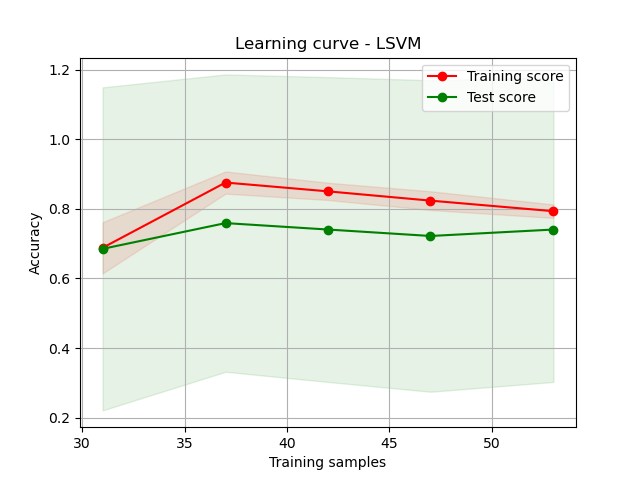 Learning curve - LSVM
1.2
1.0
0.8
0.6
0.4
0.2
Accuracy
Training score
Test score
30 35 40 45 50
Training samples